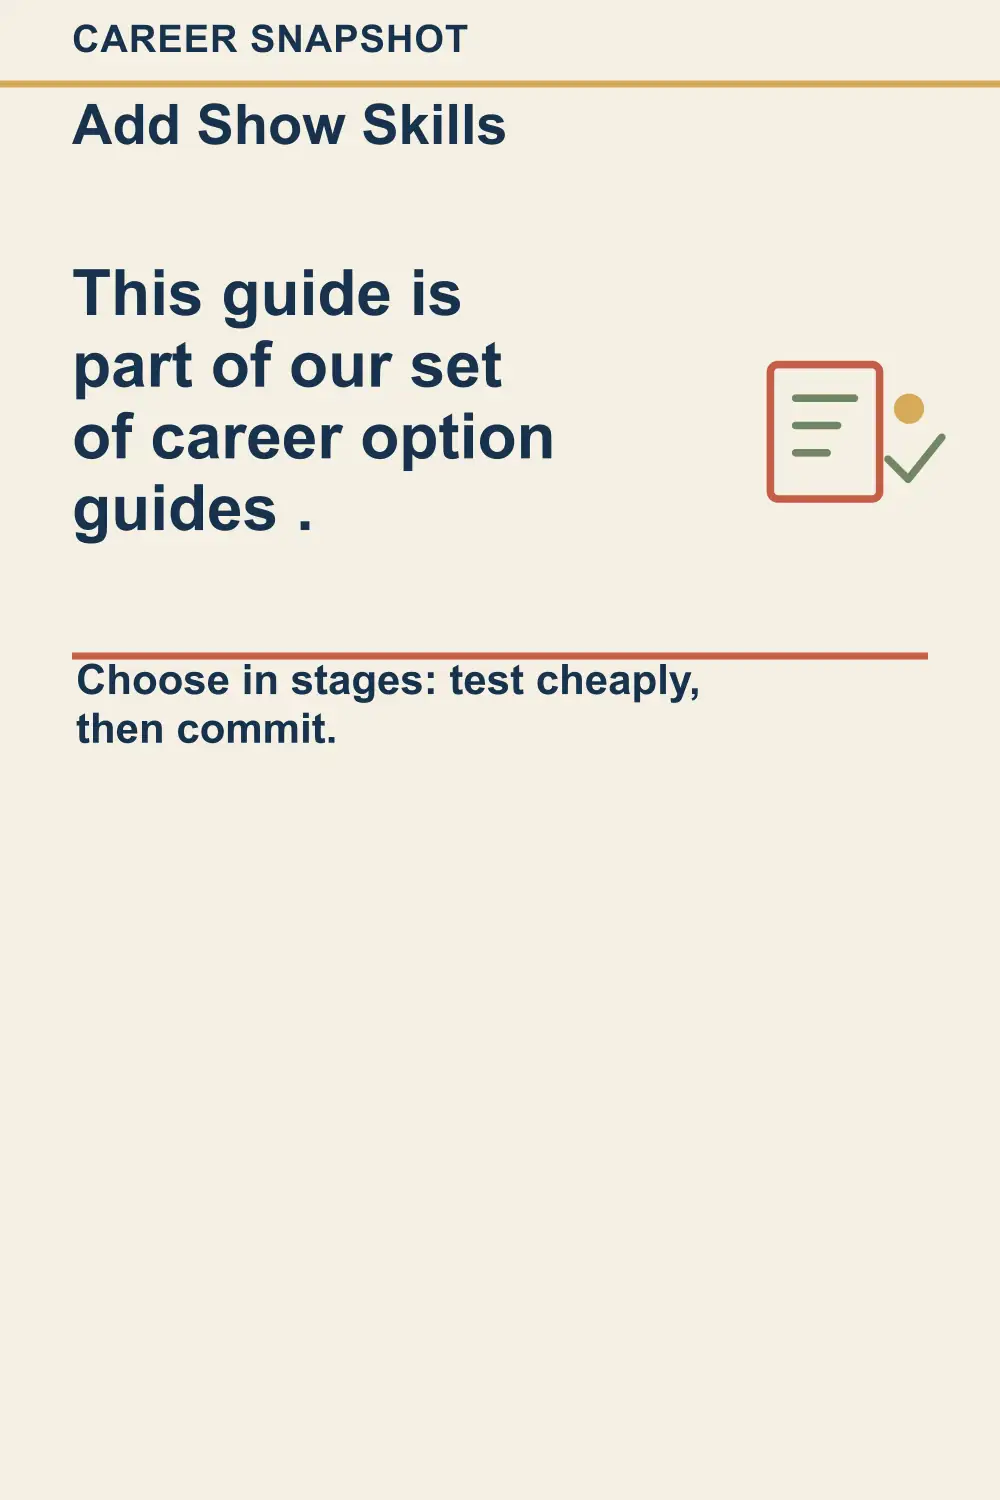 CAREER SNAPSHOT
Add Show Skills
This guide is
part of our set
of career option
guides .
Choose in stages: test cheaply,
then commit.